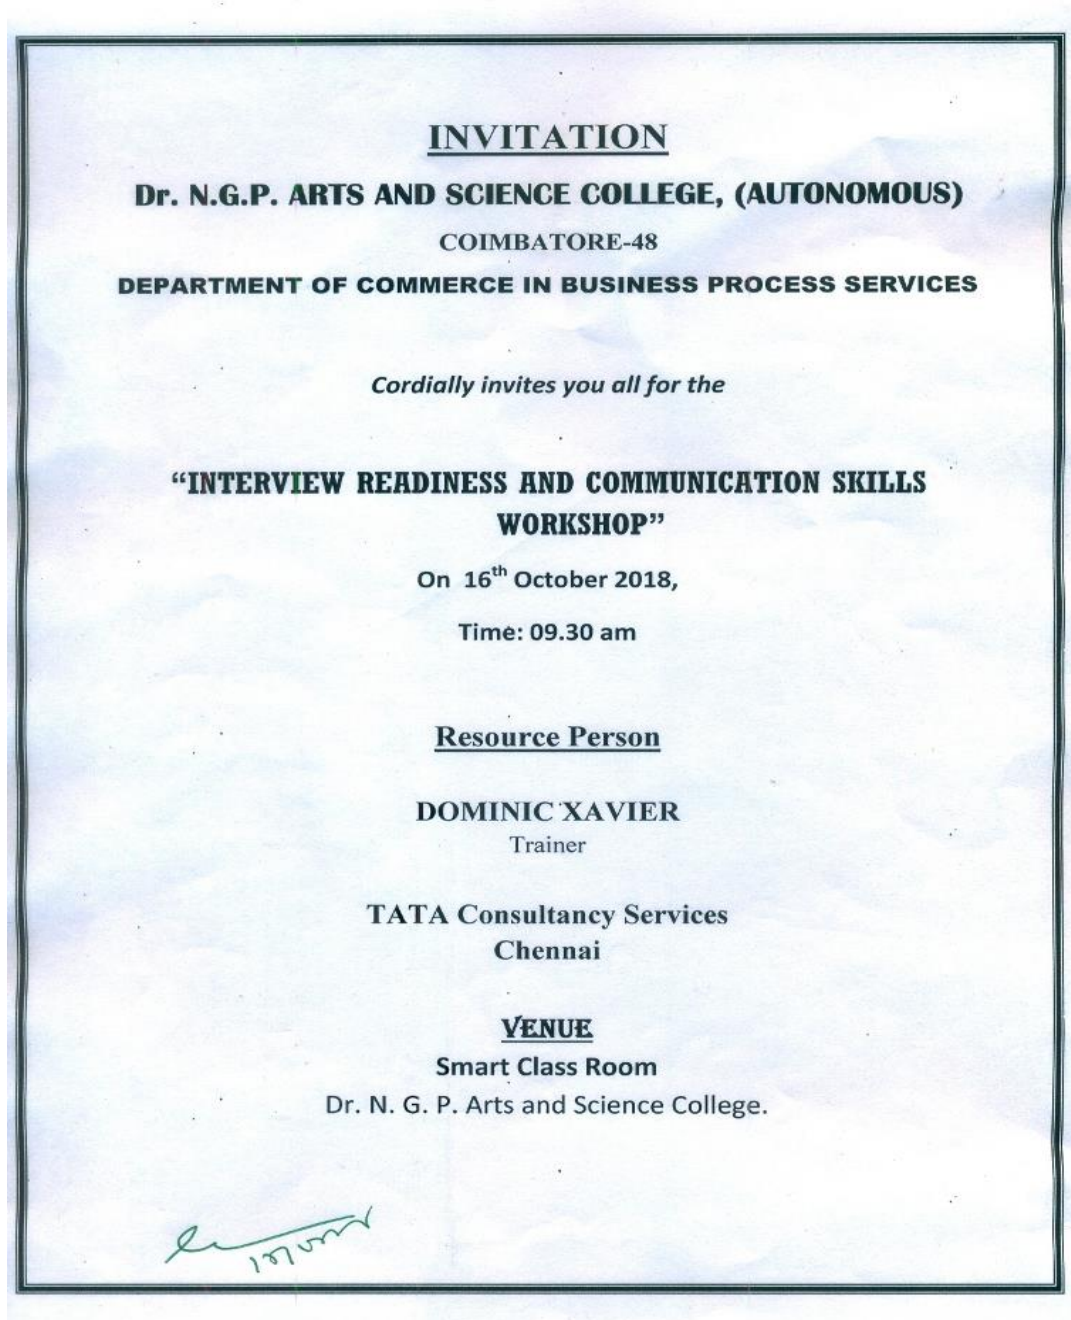 INVITATION
Dr. N.G.P. ARTS AND SCIENCE COLLEGE, (AUTONOMOUS)
COIMBATORE-48
DEPARTMENT OF COMMERCE IN BUSINESS PROCESS SERVICES
Cordially invites you all for the
“INTERVIEW READINESS AND COMMUNICATION SKILLS
WORKSHOP”
On 16th October 2018,
Time: 09.30 am
Resource Person
DOMINIC XAVIER
Trainer
TATA Consultancy Services
Chennai
VENUE
Smart Class Room
Dr. N. G. P. Arts and Science College.